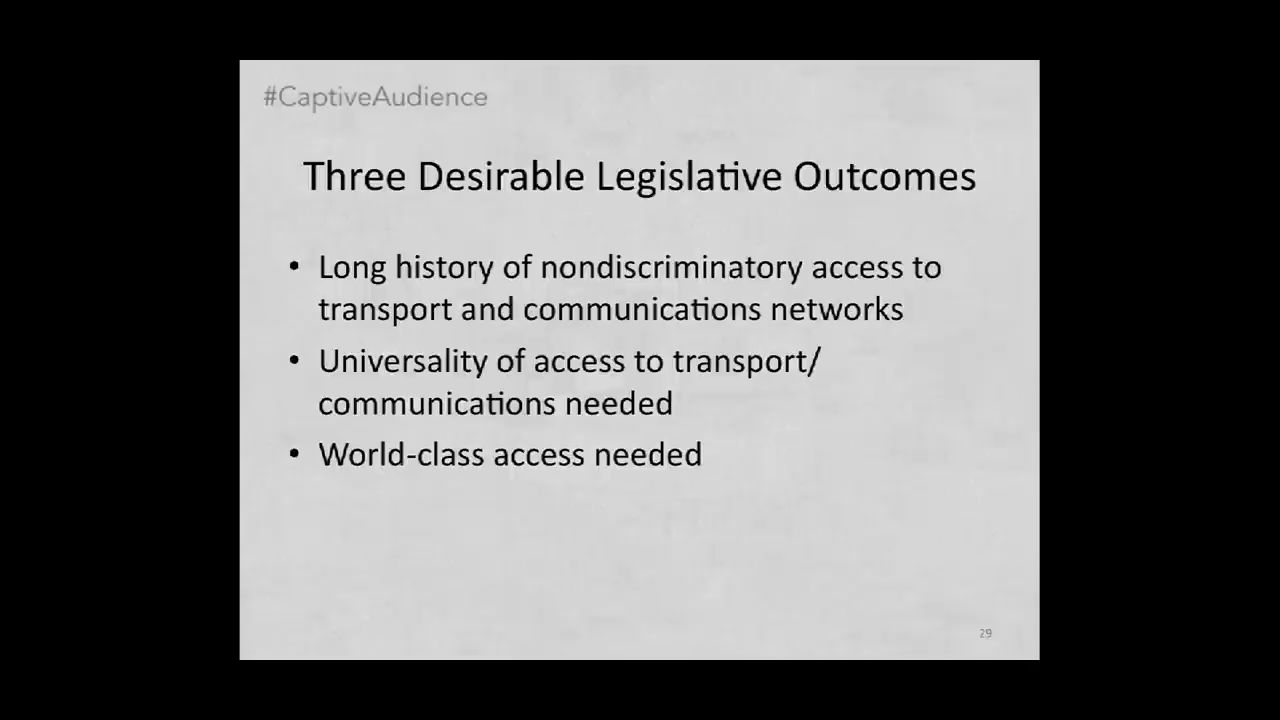 #CaptiveAudience
Three Desirable Legislative Outcomes
• Long history of nondiscriminatory access to
transport and communications networks
• Universality of access to transport/
communications needed
• World-class access needed
29